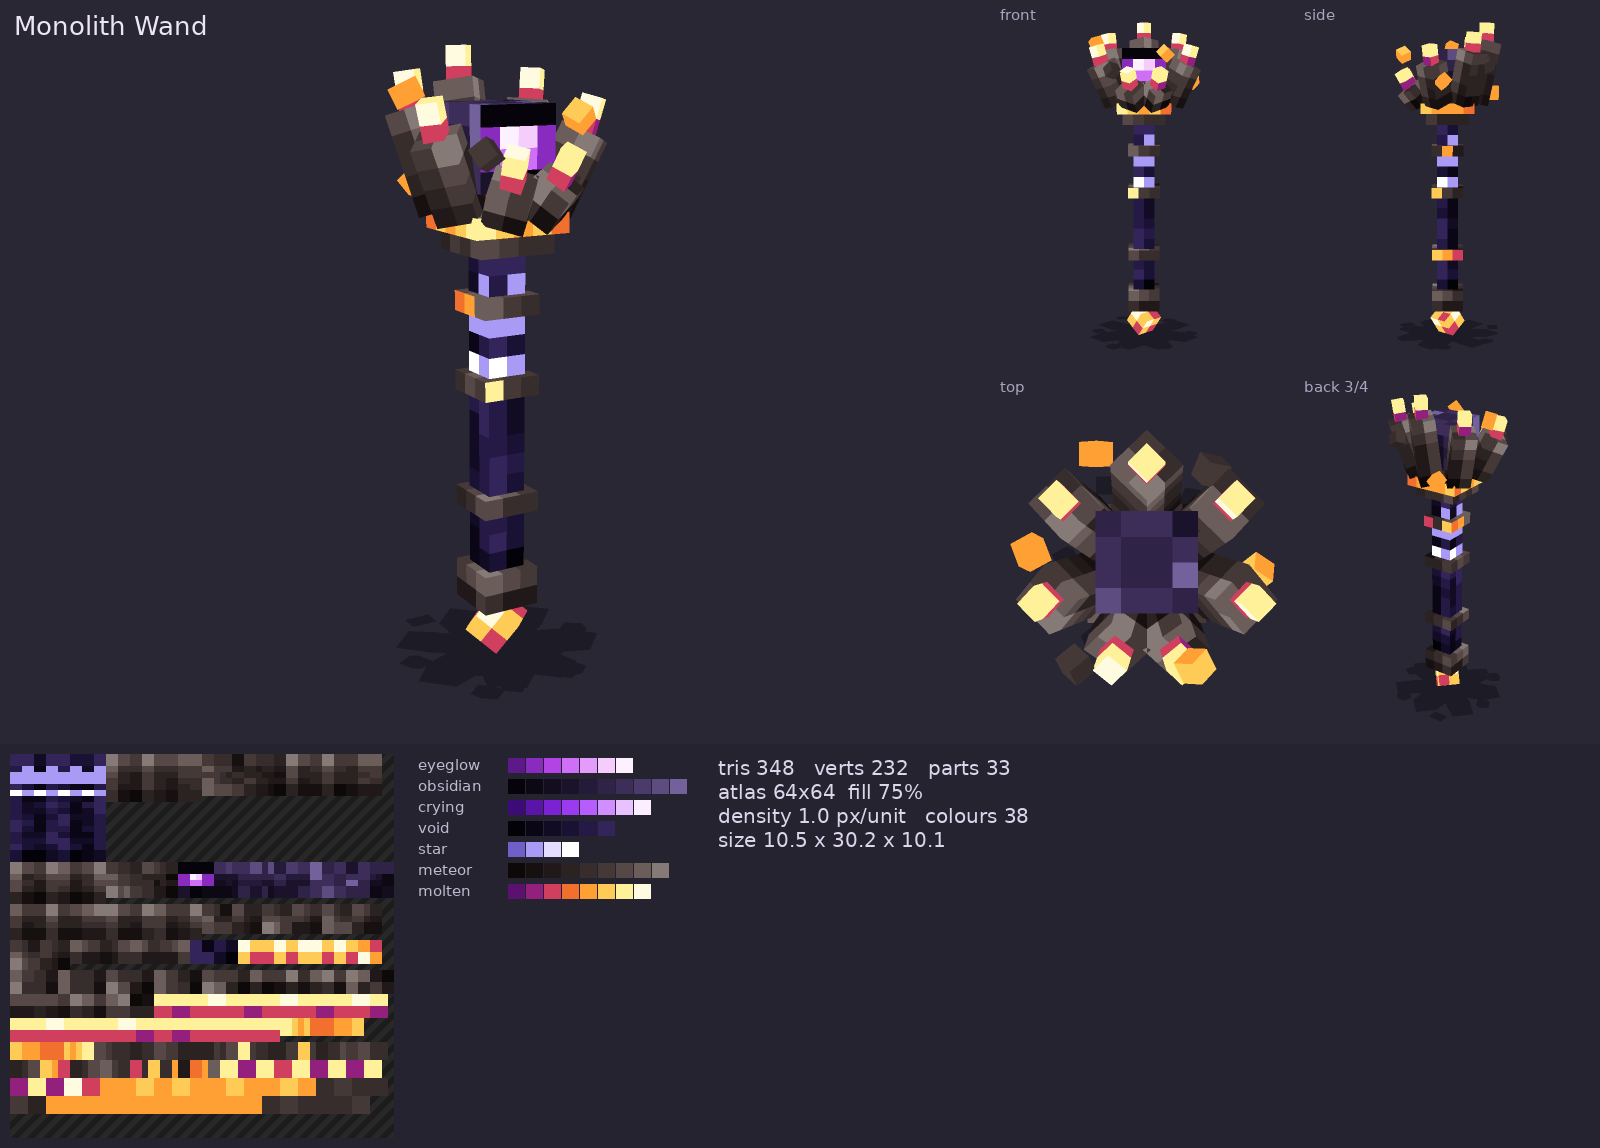 Monolith Wand
front
side
top
back 3/4
eyeglow
obsidian
crying
void
star
meteor
molten
tris 348   verts 232   parts 33
atlas 64x64  fill 75%
density 1.0 px/unit   colours 38
size 10.5 x 30.2 x 10.1